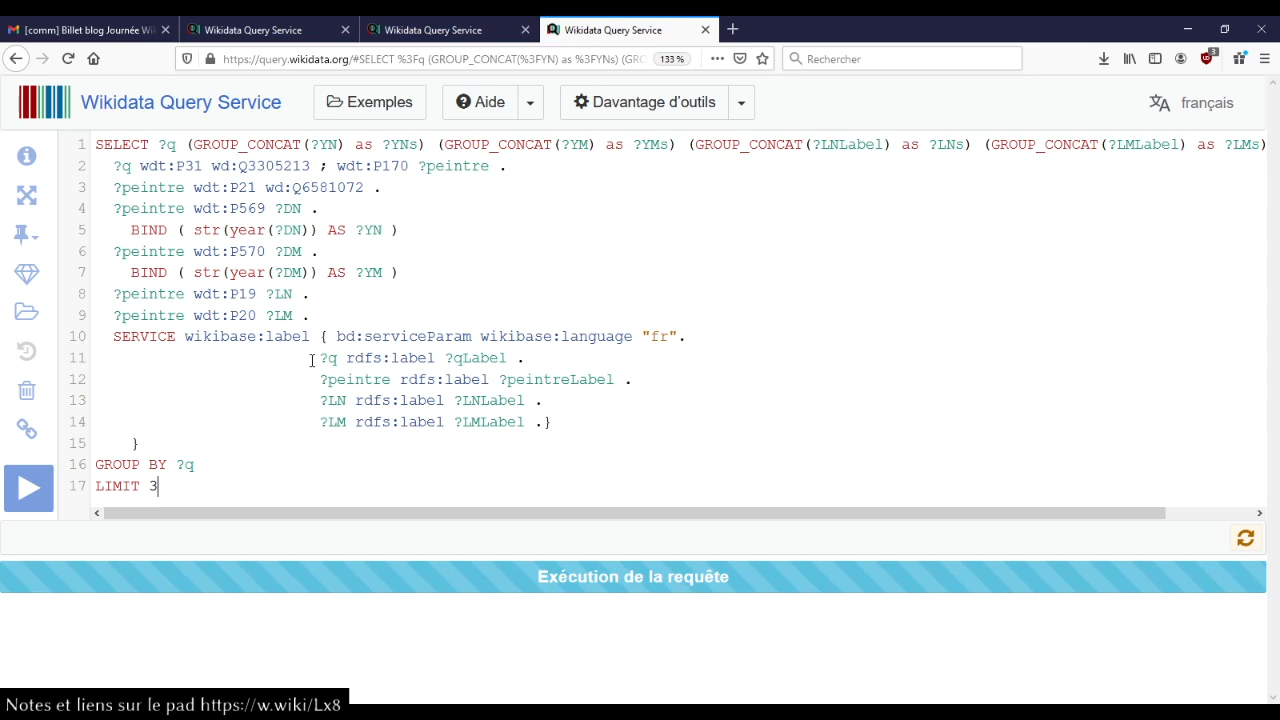 [comm] Billet blog Journée Wi
Wikidata Query Service
Wikidata Query Service
Wikidata Query Service
https://query.wikidata.org/#SELECT %3Fq (GROUP_CONCAT(%3FYN) as %3FYNs) (GRC
133 %
Rechercher
3
Wikidata Query Service
Exemples
Aide
Davantage d'outils
français
1 SELECT ?q (GROUP_CONCAT(?YN) as ?YNs) (GROUP_CONCAT(?YM) as ?YMs) (GROUP_CONCAT(?LNLabel) as ?LNs) (GROUP_CONCAT(?LMLabel) as ?LMs)
2 ?q wdt:P31 wd:Q3305213 ; wdt:P170 ?peintre .
3 ?peintre wdt:P21 wd:Q6581072 .
4 ?peintre wdt:P569 ?DN .
5 BIND ( str(year(?DN)) AS ?YN )
6 ?peintre wdt:P570 ?DM .
7 BIND ( str(year(?DM)) AS ?YM )
8 ?peintre wdt:P19 ?LN .
9 ?peintre wdt:P20 ?LM .
10 SERVICE wikibase:label { bd:serviceParam wikibase:language "fr".
11 ?q rdfs:label ?qLabel .
12 ?peintre rdfs:label ?peintreLabel .
13 ?LN rdfs:label ?LNLabel .
14 ?LM rdfs:label ?LMLabel .}
15 }
16 GROUP BY ?q
17 LIMIT 3
Exécution de la requête
Notes et liens sur le pad https://w.wiki/Lx8